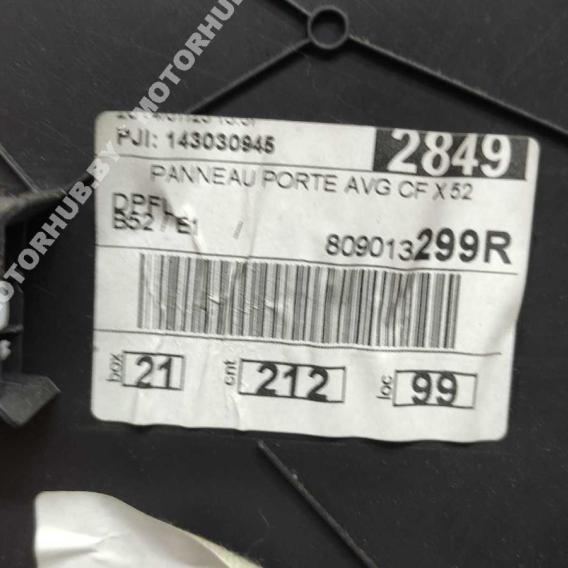 PJI: 143030945
2849
PANNEAU PORTE AVG CF X52
B52 / E1
809013299R
box 21 cnt 212 loc 99
MOTORHUB.BY
MOTORHUB